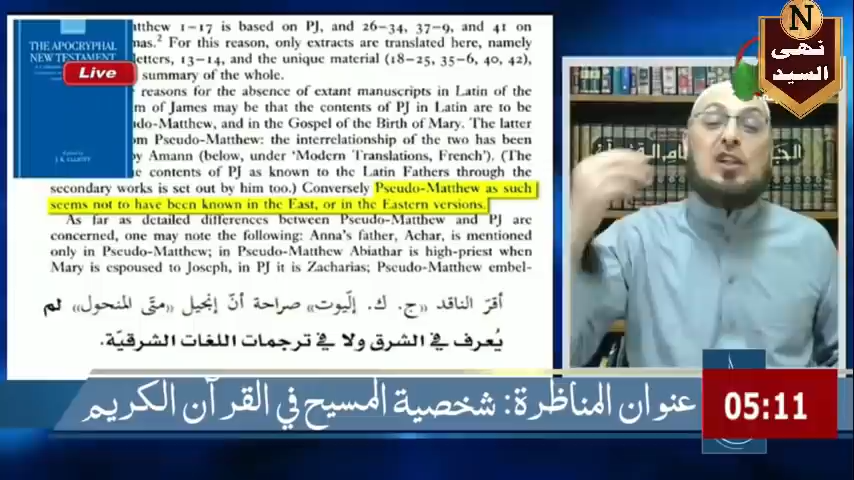 THE APOCRYPHAL
NEW TESTAMENT
Live
Edited by
J. K. ELLIOTT
atthew 1–17 is based on PJ, and 26–34, 37–9, and 41 on
mas.² For this reason, only extracts are translated here, namely
etters, 13–14, and the unique material (18–25, 35–6, 40, 42),
summary of the whole.
reasons for the absence of extant manuscripts in Latin of the
m of James may be that the contents of PJ in Latin are to be
udo-Matthew, and in the Gospel of the Birth of Mary. The latter
om Pseudo-Matthew: the interrelationship of the two has been
by Amann (below, under 'Modern Translations, French'). (The
e contents of PJ as known to the Latin Fathers through the
secondary works is set out by him too.) Conversely Pseudo-Matthew as such
seems not to have been known in the East, or in the Eastern versions.
As far as detailed differences between Pseudo-Matthew and PJ are
concerned, one may note the following: Anna's father, Achar, is mentioned
only in Pseudo-Matthew; in Pseudo-Matthew Abiathar is high-priest when
Mary is espoused to Joseph, in PJ it is Zacharias; Pseudo-Matthew embel-
أقرّ الناقد «ج. ك. إليوت» صراحة أنّ إنجيل «متّى المنحول» لم
يُعرف في الشرق ولا في ترجمات اللغات الشرقيّة.
N
نهى
السيد
عنوان المناظرة: شخصية المسيح في القرآن الكريم
05:11